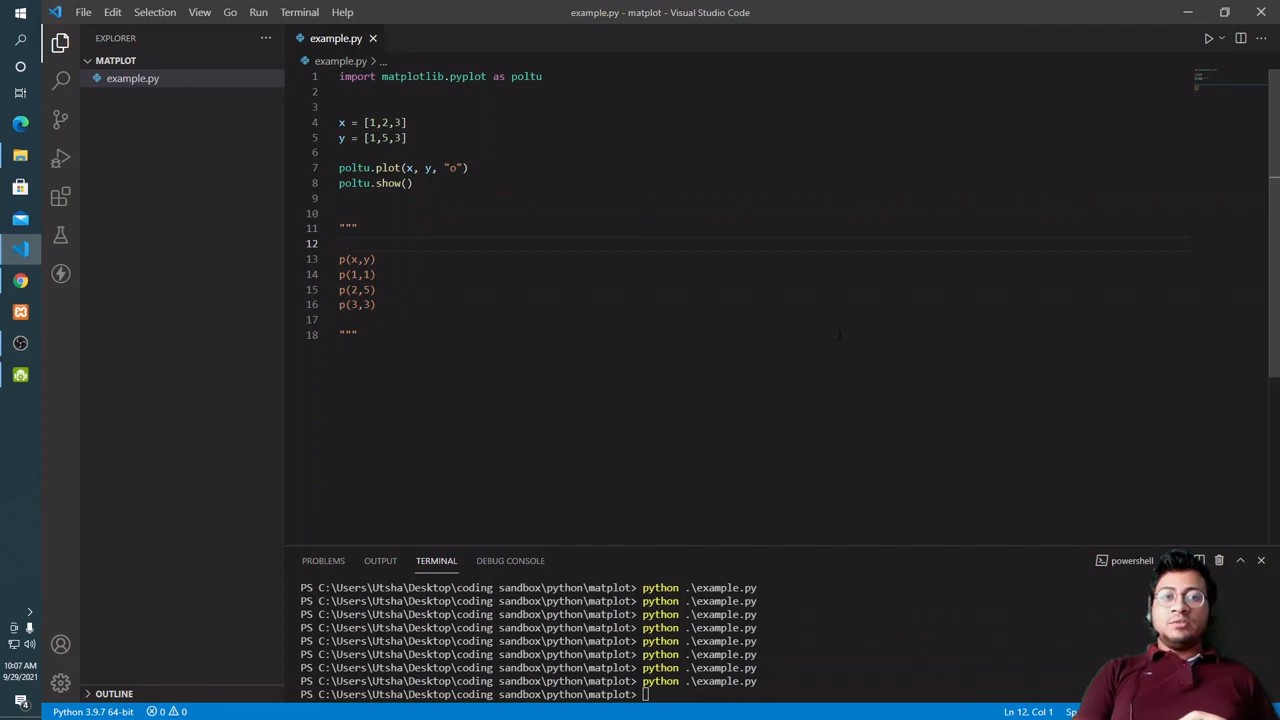 File Edit Selection View Go Run Terminal Help
example.py - matplot - Visual Studio Code
EXPLORER
MATPLOT
example.py
example.py
example.py > ...
1 import matplotlib.pyplot as poltu
2
3
4 x = [1,2,3]
5 y = [1,5,3]
6
7 poltu.plot(x, y, "o")
8 poltu.show()
9
10
11 """
12
13 p(x,y)
14 p(1,1)
15 p(2,5)
16 p(3,3)
17
18 """
PROBLEMS OUTPUT TERMINAL DEBUG CONSOLE
powershell
PS C:\Users\Utsha\Desktop\coding sandbox\python\matplot> python .\example.py
PS C:\Users\Utsha\Desktop\coding sandbox\python\matplot> python .\example.py
PS C:\Users\Utsha\Desktop\coding sandbox\python\matplot> python .\example.py
PS C:\Users\Utsha\Desktop\coding sandbox\python\matplot> python .\example.py
PS C:\Users\Utsha\Desktop\coding sandbox\python\matplot> python .\example.py
PS C:\Users\Utsha\Desktop\coding sandbox\python\matplot> python .\example.py
PS C:\Users\Utsha\Desktop\coding sandbox\python\matplot> python .\example.py
PS C:\Users\Utsha\Desktop\coding sandbox\python\matplot> python .\example.py
PS C:\Users\Utsha\Desktop\coding sandbox\python\matplot>
OUTLINE
10:07 AM
9/29/2021
4
Python 3.9.7 64-bit 0 0
Ln 12, Col 1